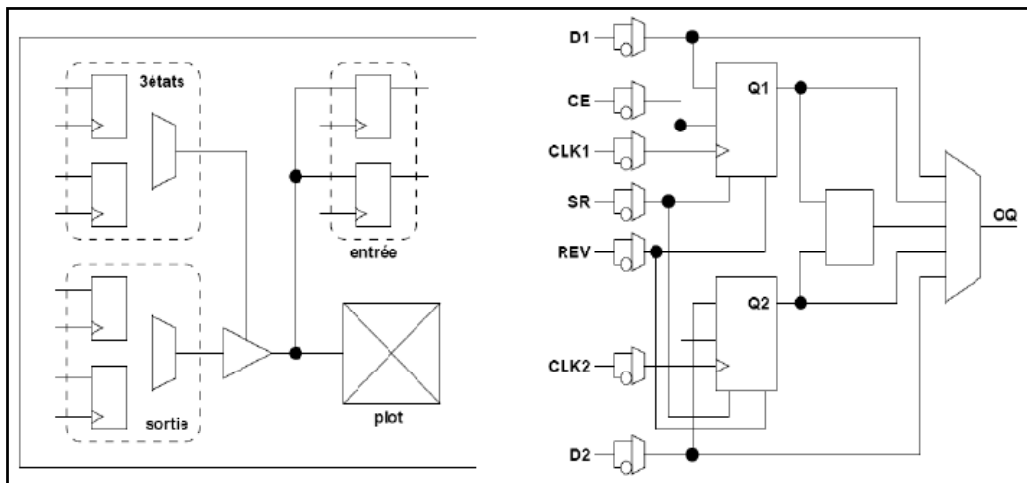 3états
entrée
sortie
plot
D1
CE
CLK1
SR
REV
CLK2
D2
Q1
Q2
OQ